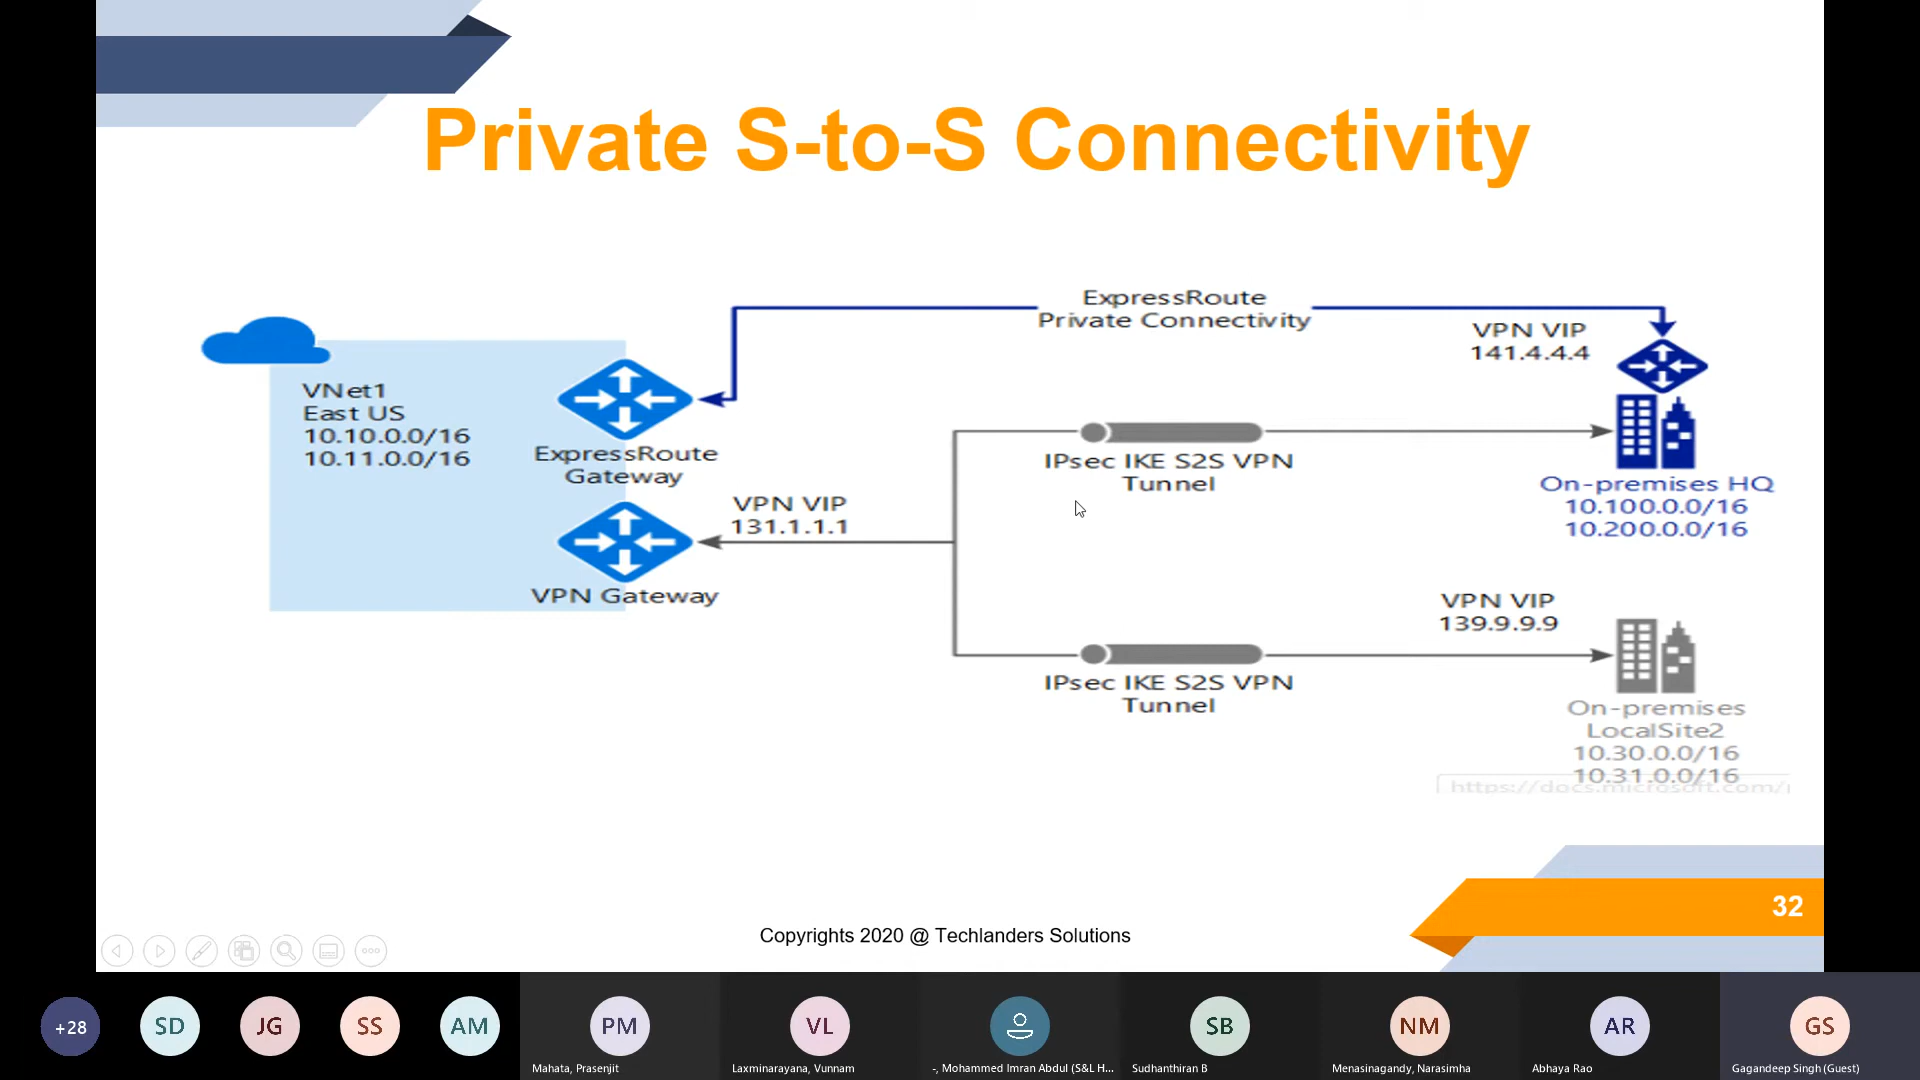 Private S-to-S Connectivity
ExpressRoute
Private Connectivity
VPN VIP
141.4.4.4
VNet1
East US
10.10.0.0/16
10.11.0.0/16
ExpressRoute
Gateway
IPsec IKE S2S VPN
Tunnel
On-premises HQ
10.100.0.0/16
10.200.0.0/16
VPN VIP
131.1.1.1
VPN Gateway
VPN VIP
139.9.9.9
IPsec IKE S2S VPN
Tunnel
On-premises
LocalSite2
10.30.0.0/16
10.31.0.0/16
https://docs.microsoft.com/
32
Copyrights 2020 @ Techlanders Solutions
+28
SD
JG
SS
AM
PM
VL
SB
NM
AR
GS
Mahata, Prasenjit
Laxminarayana, Vunnam
-, Mohammed Imran Abdul (S&L H...
Sudhanthiran B
Menasinagandy, Narasimha
Abhaya Rao
Gagandeep Singh (Guest)